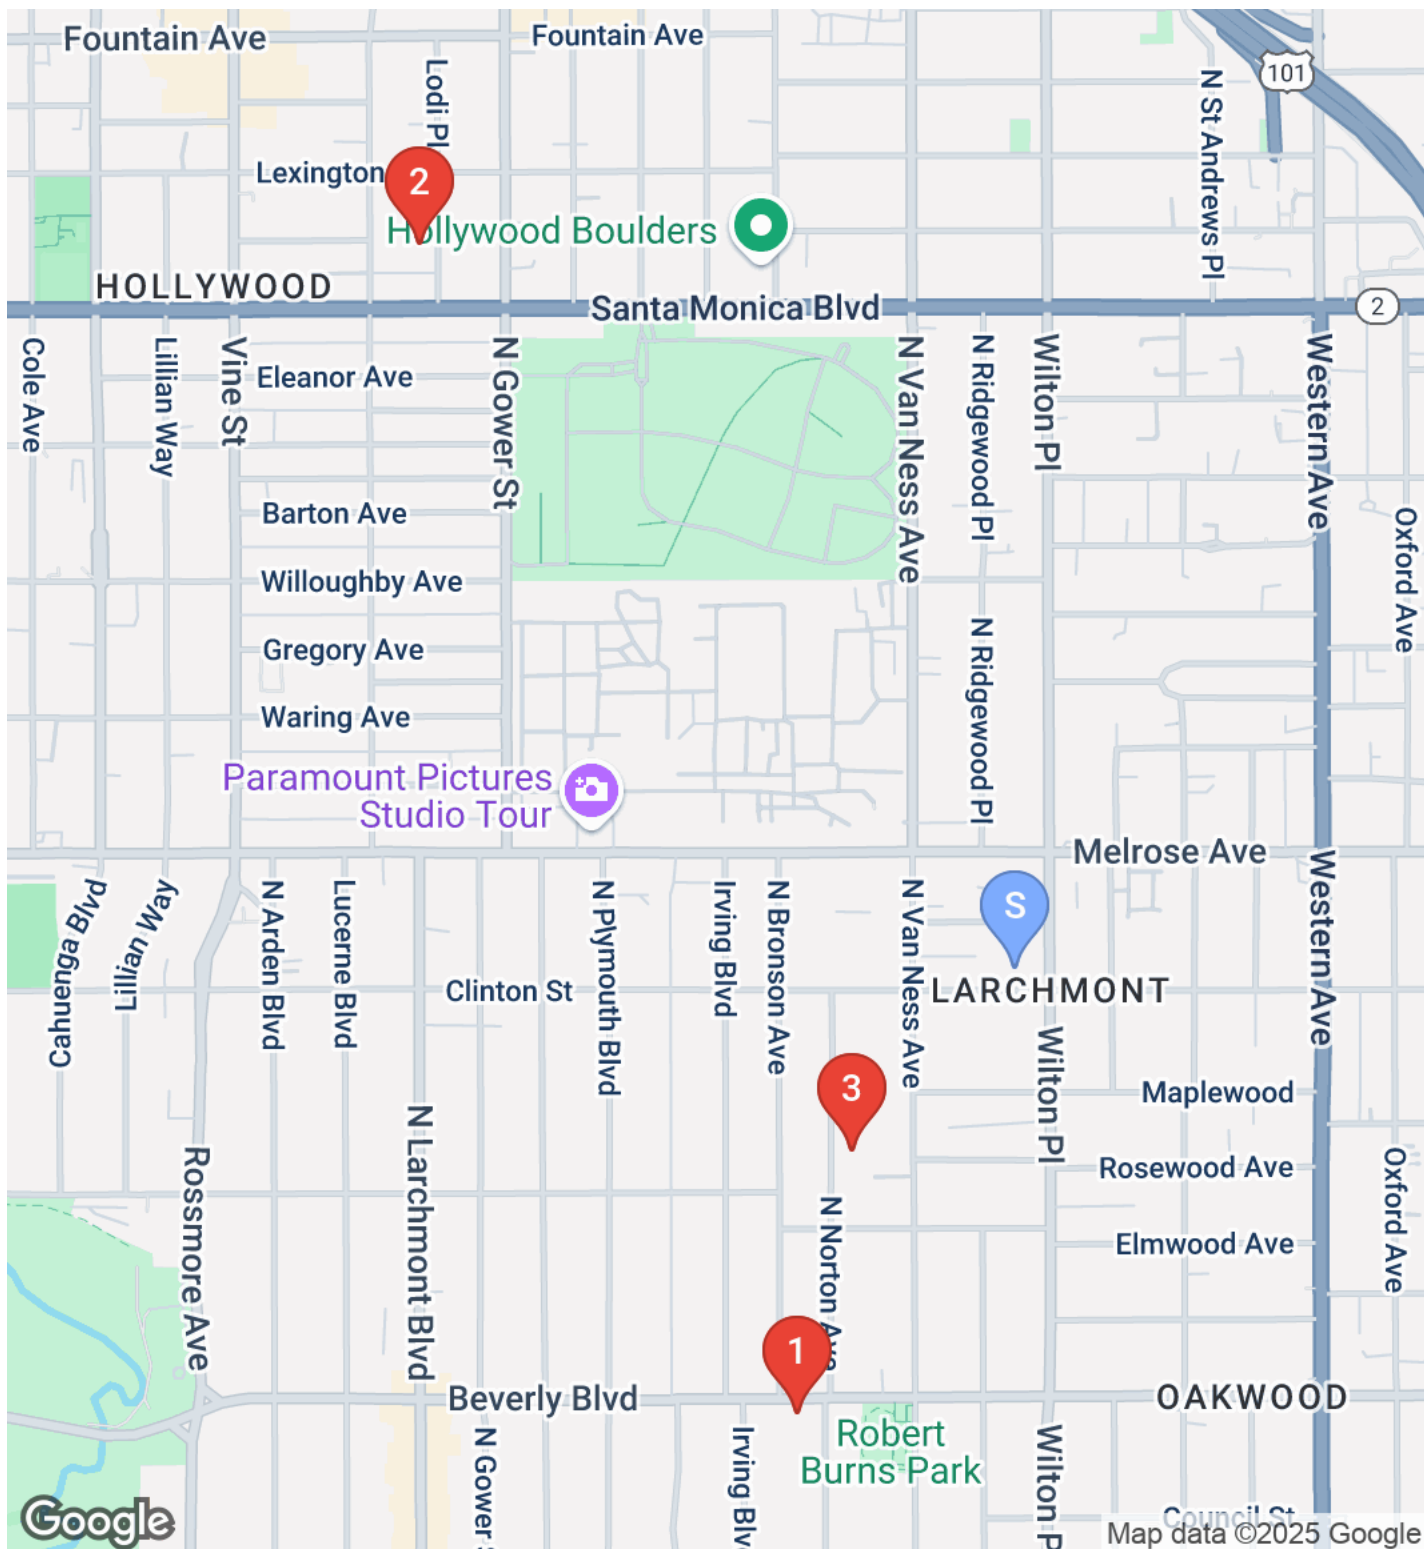 Fountain Ave
Fountain Ave
Lodi Pl
101
N St Andrews Pl
Lexington
2
Hollywood Boulders
HOLLYWOOD
Santa Monica Blvd
2
Cole Ave
Lillian Way
Vine St
Eleanor Ave
N Gower St
N Van Ness Ave
N Ridgewood Pl
Wilton Pl
Western Ave
Barton Ave
Oxford Ave
Willoughby Ave
N Ridgewood Pl
Gregory Ave
Waring Ave
Paramount Pictures
Studio Tour
Melrose Ave
Western Ave
Cahuenga Blvd
Lillian Way
N Arden Blvd
Lucerne Blvd
N Plymouth Blvd
Irving Blvd
N Bronson Ave
N Van Ness Ave
S
Clinton St
LARCHMONT
Wilton Pl
3
Maplewood
N Larchmont Blvd
Rossmore Ave
Rosewood Ave
Oxford Ave
N Norton Ave
Elmwood Ave
1
Beverly Blvd
OAKWOOD
N Gower
Irving Blv
Robert
Burns Park
Wilton P
Council St
Google
Map data ©2025 Google